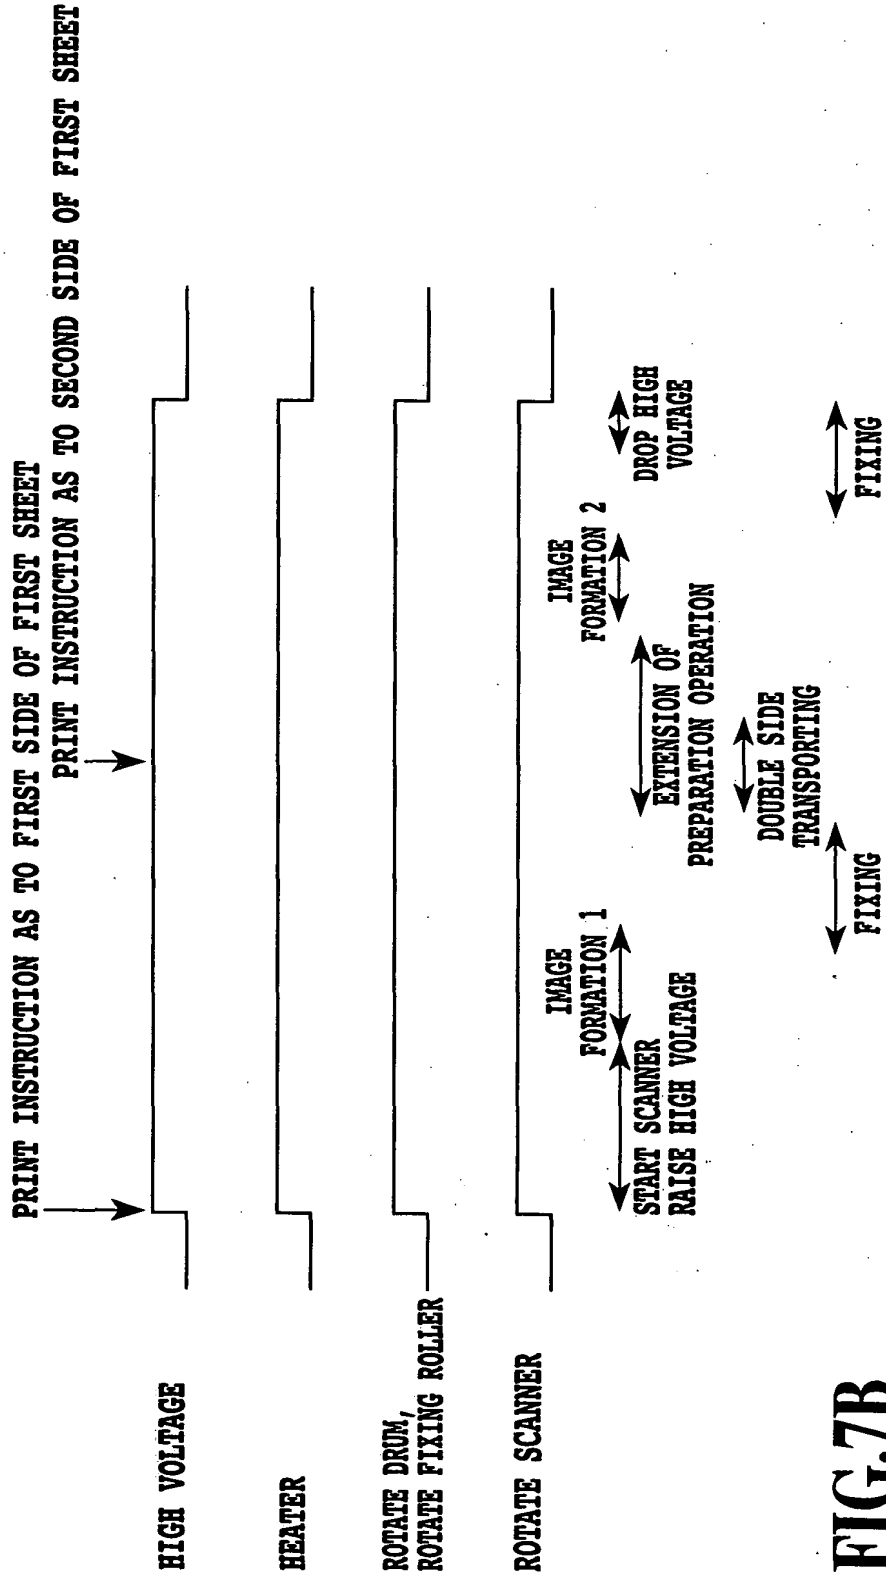 PRINT INSTRUCTION AS TO FIRST SIDE OF FIRST SHEET
PRINT INSTRUCTION AS TO SECOND SIDE OF FIRST SHEET
HIGH VOLTAGE
HEATER
ROTATE DRUM,
ROTATE FIXING ROLLER
ROTATE SCANNER
START SCANNER
RAISE HIGH VOLTAGE
IMAGE
FORMATION 1
EXTENSION OF
PREPARATION OPERATION
IMAGE
FORMATION 2
DROP HIGH
VOLTAGE
DOUBLE SIDE
TRANSPORTING
FIXING
FIXING
FIG.7B